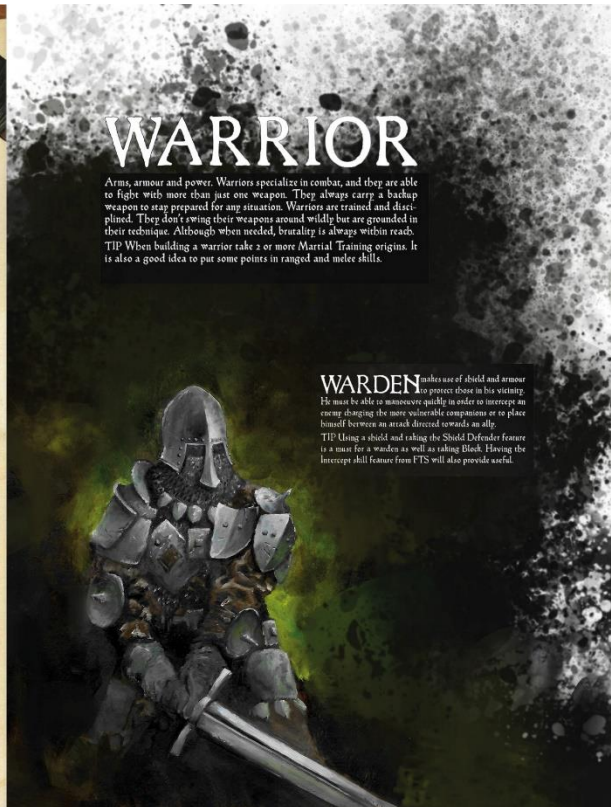 WARRIOR
Arms, armour and power. Warriors specialize in combat, and they are able
to fight with more than just one weapon. They always carry a backup
weapon to stay prepared for any situation. Warriors are trained and disci-
plined. They don't swing their weapons around wildly but are grounded in
their technique. Although when needed, brutality is always within reach.
TIP When building a warrior take 2 or more Martial Training origins. It
is also a good idea to put some points in ranged and melee skills.
WARDEN makes use of shield and armour
to protect those in his vicinity.
He must be able to manoeuvre quickly in order to intercept an
enemy charging the more vulnerable companions or to place
himself between an attack directed towards an ally.
TIP Using a shield and taking the Shield Defender feature
is a must for a warden as well as taking Block. Having the
Intercept skill feature from FTS will also provide useful.